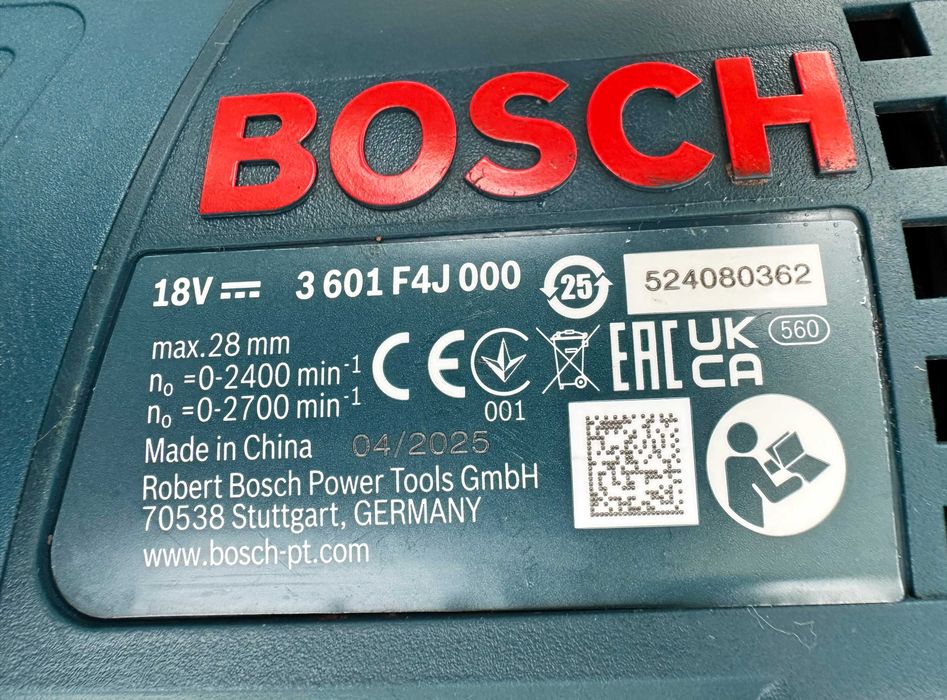 BOSCH
18V 3 601 F4J 000 25 524080362
max. 28 mm
n₀ =0-2400 min⁻¹
n₀ =0-2700 min⁻¹
CE 001 EAC UKCA 560
Made in China 04/2025
Robert Bosch Power Tools GmbH
70538 Stuttgart, GERMANY
www.bosch-pt.com